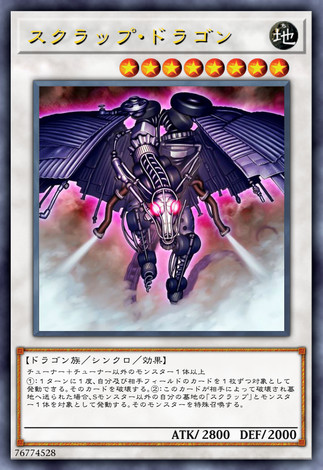 スクラップ・ドラゴン
地
【ドラゴン族／シンクロ／効果】
チューナー＋チューナー以外のモンスター１体以上
①：１ターンに１度、自分及び相手フィールドのカードを１枚ずつ対象として
発動できる。そのカードを破壊する。②：このカードが相手によって破壊され墓
地へ送られた場合、Sモンスター以外の自分の墓地の「スクラップ」モンスタ
ー１体を対象として発動する。そのモンスターを特殊召喚する。
ATK/ 2800 DEF/2000
76774528